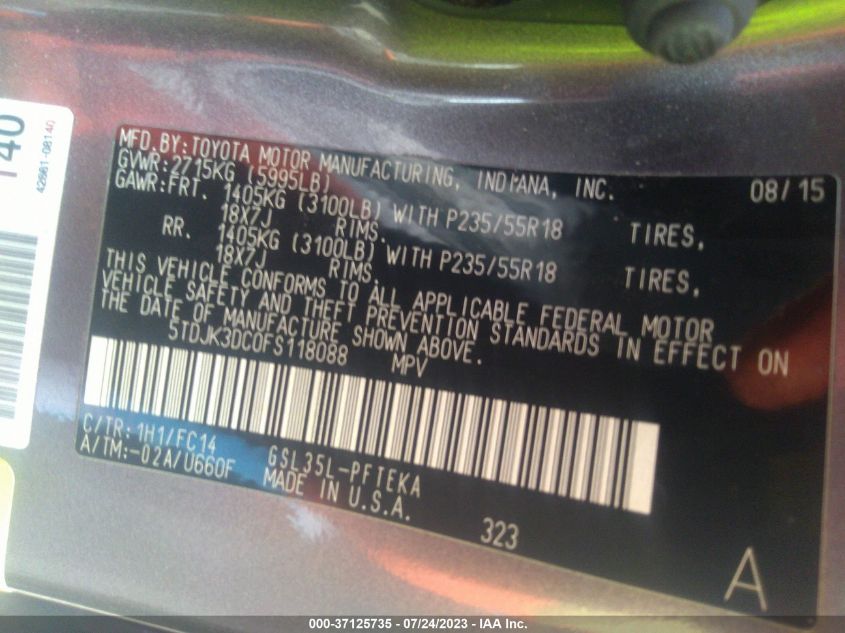 140
42661-08140
MFD.BY:TOYOTA MOTOR MANUFACTURING, INDIANA, INC. 08/15
GVWR:2715KG (5995LB)
GAWR:FRT. 1405KG (3100LB) WITH P235/55R18 TIRES,
18X7J RIMS.
RR. 1405KG (3100LB) WITH P235/55R18 TIRES,
18X7J RIMS.
THIS VEHICLE CONFORMS TO ALL APPLICABLE FEDERAL MOTOR
VEHICLE SAFETY AND THEFT PREVENTION STANDARDS IN EFFECT ON
THE DATE OF MANUFACTURE SHOWN ABOVE.
5TDJK3DC0FS118088 MPV
C/TR:1H1/FC14
A/TM:-02A/U660F
GSL35L-PFTEKA
MADE IN U.S.A.
323
A
000-37125735 - 07/24/2023 - IAA Inc.